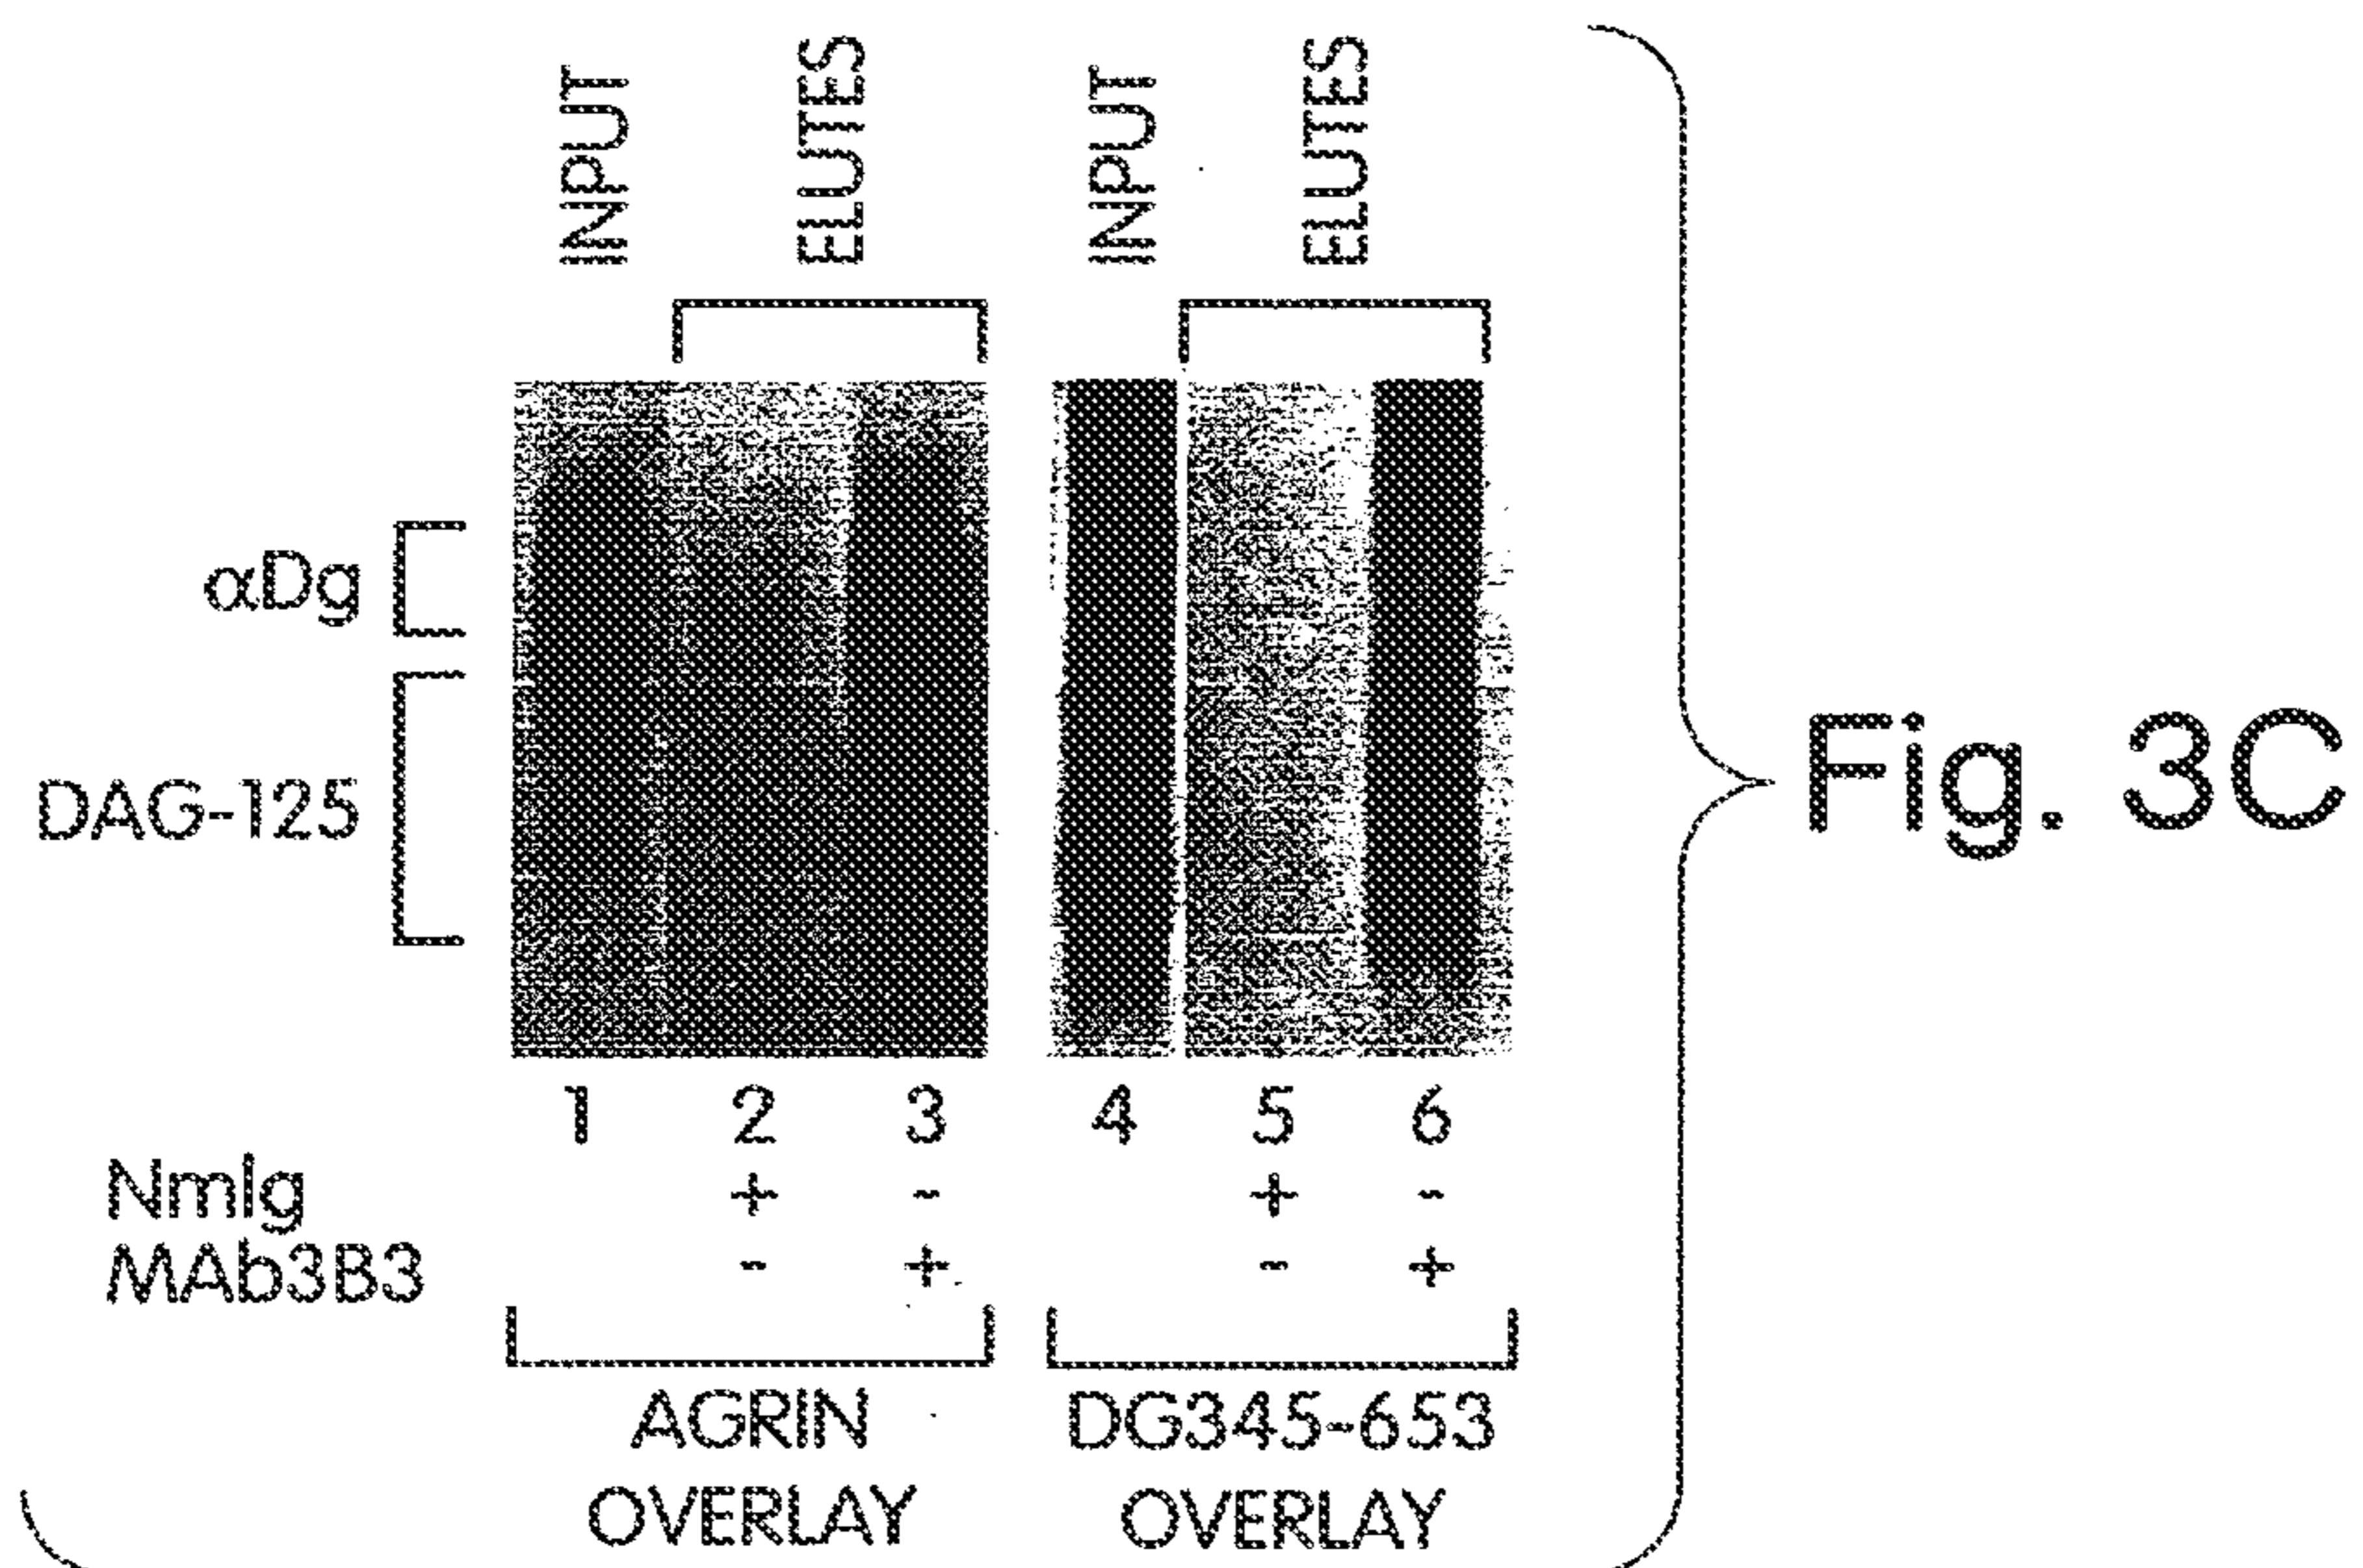 INPUT
ELUTES
INPUT
ELUTES
αDg
DAG-125
Fig. 3C
1 2 3 4 5 6
NmIg + - + -
MAb3B3 - + - +
AGRIN DG345-653
OVERLAY OVERLAY